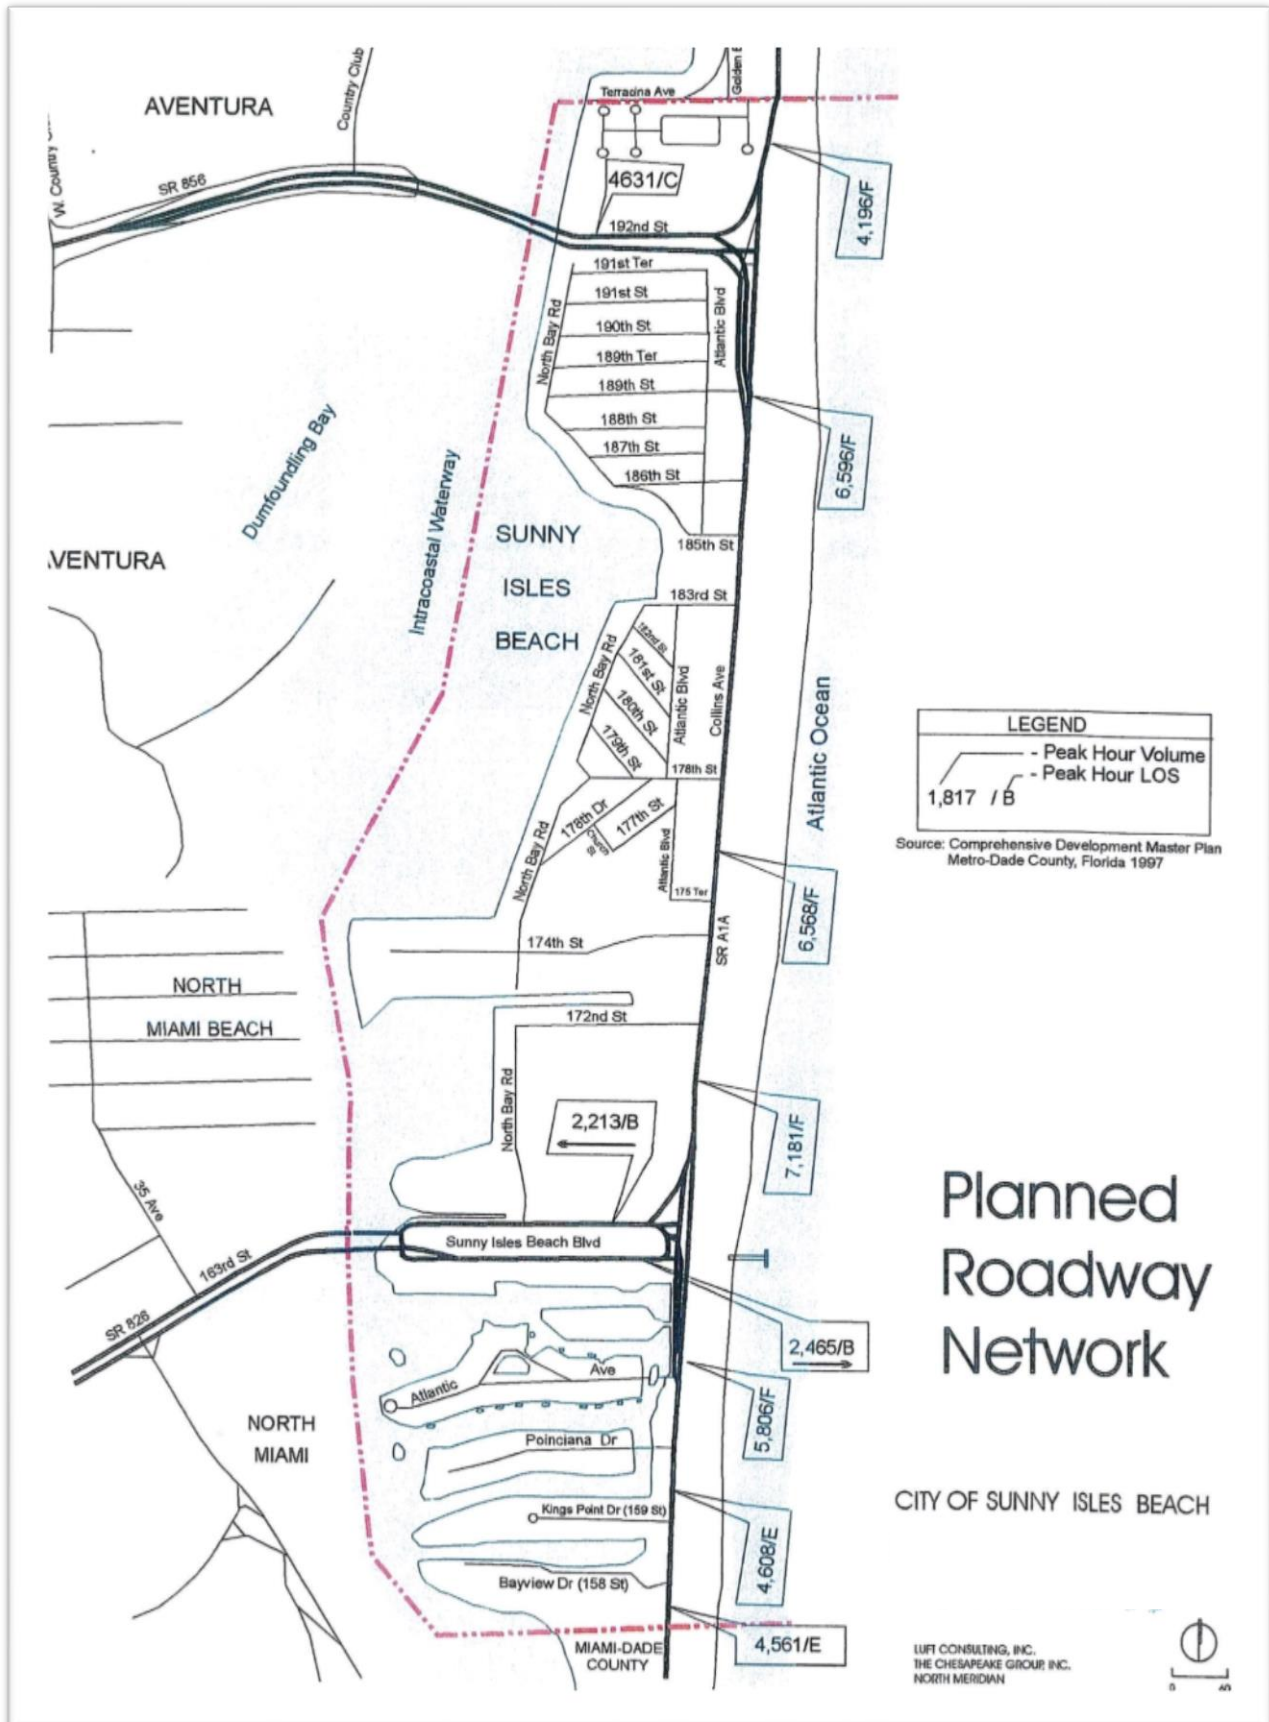 AVENTURA
Country Club
Terracina Ave
SR 856
4631/C
4,196/F
192nd St
191st Ter
191st St
190th St
189th Ter
189th St
188th St
187th St
186th St
North Bay Rd
Atlantic Blvd
6,596/F
Dumfoundling Bay
Intracoastal Waterway
SUNNY
ISLES
BEACH
AVENTURA
185th St
183rd St
182nd St
181st St
180th St
179th St
North Bay Rd
Atlantic Blvd
Collins Ave
Atlantic Ocean
178th St
178th Dr
177th St
Church
St
North Bay Rd
Atlantic Blvd
175 Ter
LEGEND
- Peak Hour Volume
- Peak Hour LOS
1,817 / B
Source: Comprehensive Development Master Plan
Metro-Dade County, Florida 1997
6,568/F
SR A1A
174th St
NORTH
MIAMI BEACH
172nd St
North Bay Rd
2,213/B
7,181/F
35 Ave
163rd St
SR 826
Sunny Isles Beach Blvd
2,465/B
Planned
Roadway
Network
Atlantic
Ave
5,806/F
NORTH
MIAMI
Poinciana Dr
Kings Point Dr (159 St)
4,608/E
Bayview Dr (158 St)
CITY OF SUNNY ISLES BEACH
MIAMI-DADE
COUNTY
4,561/E
LUFT CONSULTING, INC.
THE CHESAPEAKE GROUP, INC.
NORTH MERIDIAN
0